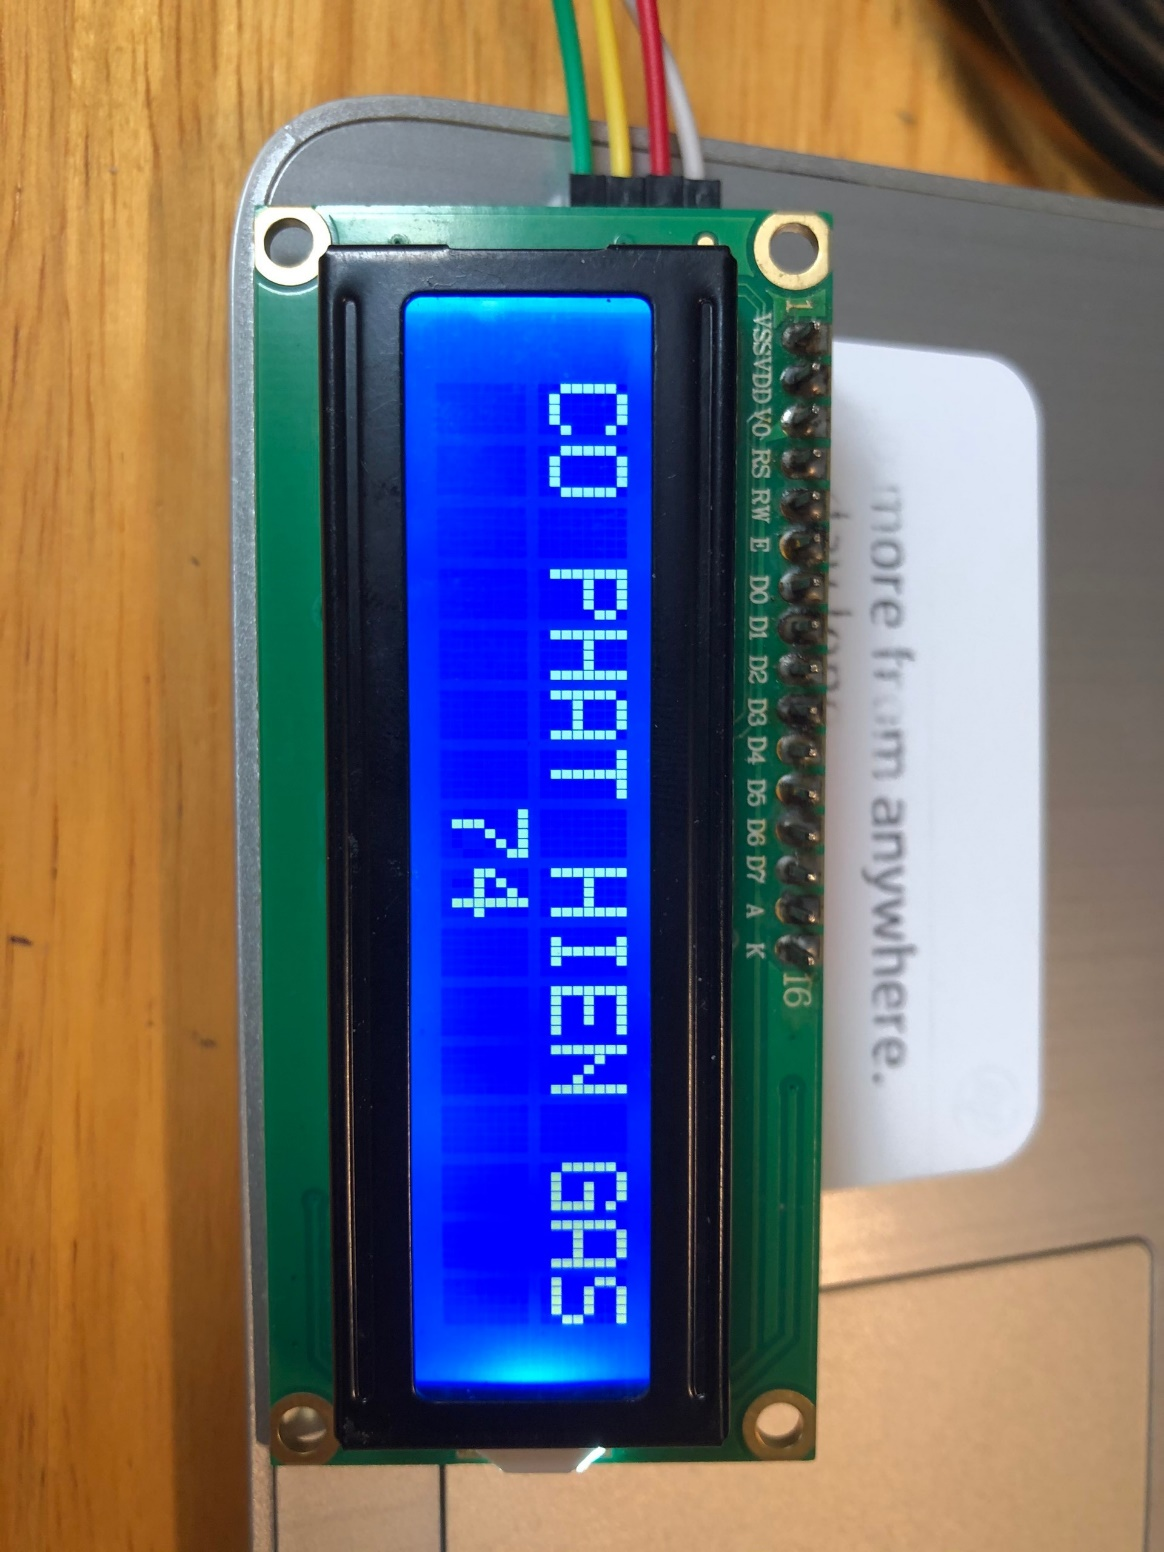 CO PHAT HIEN GAS
74
1
VSS VDD VO RS RW E D0 D1 D2 D3 D4 D5 D6 D7 A K
16
more from anywhere.